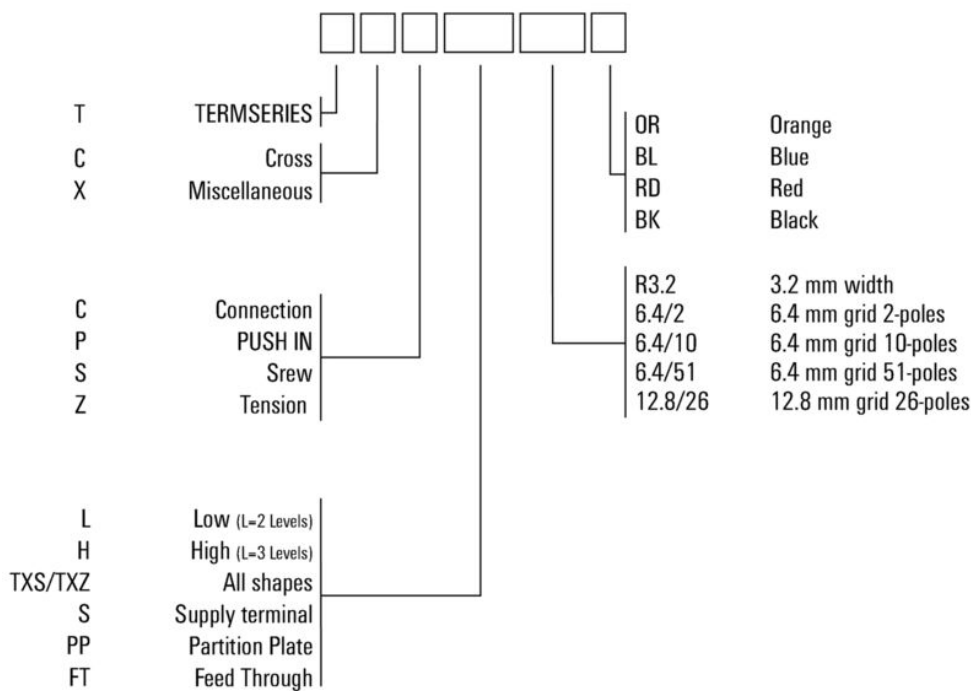 T TERMSERIES
C Cross
X Miscellaneous
OR Orange
BL Blue
RD Red
BK Black
C Connection
P PUSH IN
S Srew
Z Tension
R3.2 3.2 mm width
6.4/2 6.4 mm grid 2-poles
6.4/10 6.4 mm grid 10-poles
6.4/51 6.4 mm grid 51-poles
12.8/26 12.8 mm grid 26-poles
L Low (L=2 Levels)
H High (L=3 Levels)
TXS/TXZ All shapes
S Supply terminal
PP Partition Plate
FT Feed Through